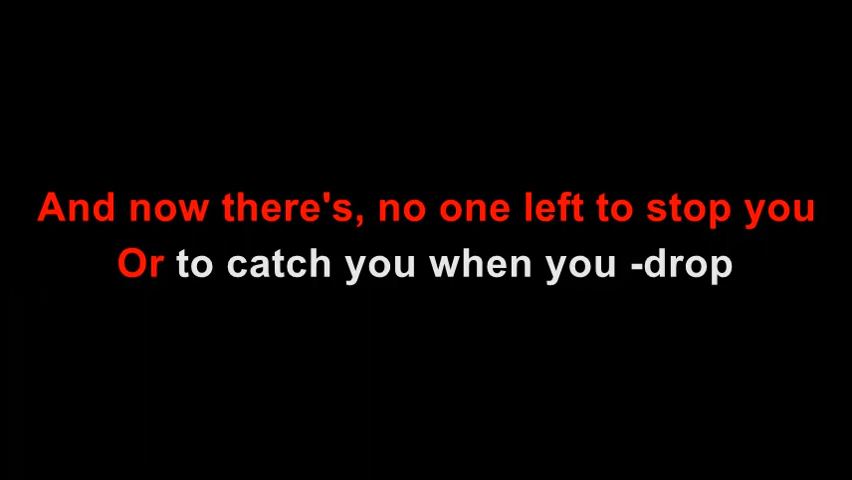 And now there's, no one left to stop you
Or to catch you when you -drop